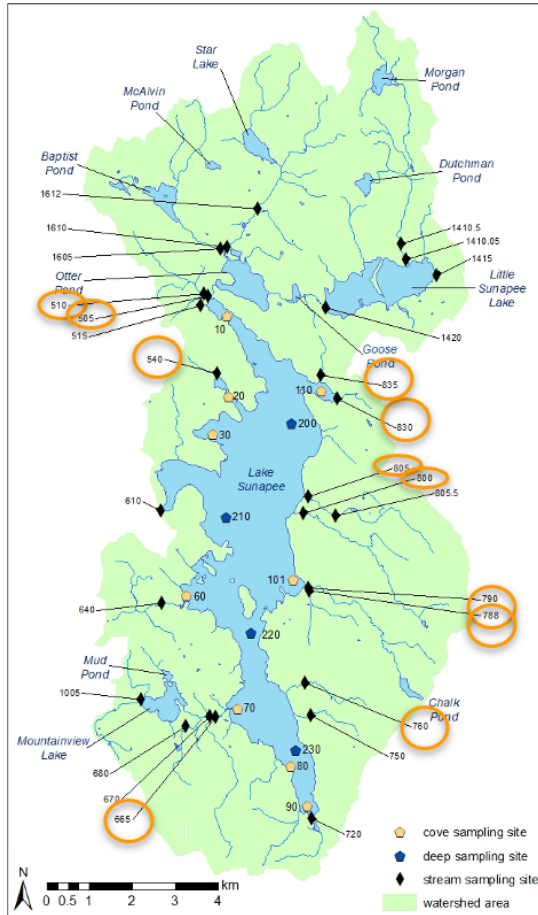 Star
Lake
Morgan
Pond
McAlvin
Pond
Baptist
Pond
Dutchman
Pond
1612
1610
1605
1410.5
1410.05
1415
Otter
Pond
Little
Sunapee
Lake
510
505
515
10
1420
Goose
Pond
540
835
110
20
830
200
30
Lake
Sunapee
805
800
805.5
610
210
101
790
788
60
640
220
Mud
Pond
1005
Chalk
Pond
70
760
Mountainview
Lake
750
680
230
80
670
665
90
720
cove sampling site
deep sampling site
stream sampling site
watershed area
N
0 0.5 1 2 3 4
km